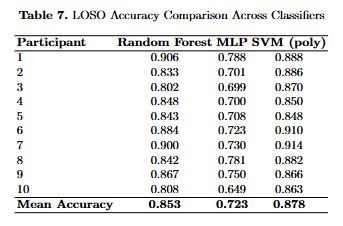 Table 7. LOSO Accuracy Comparison Across Classifiers
Participant Random Forest MLP SVM (poly)
1 0.906 0.788 0.888
2 0.833 0.701 0.886
3 0.802 0.699 0.870
4 0.848 0.700 0.850
5 0.843 0.708 0.848
6 0.884 0.723 0.910
7 0.900 0.730 0.914
8 0.842 0.781 0.882
9 0.867 0.750 0.866
10 0.808 0.649 0.863
Mean Accuracy 0.853 0.723 0.878